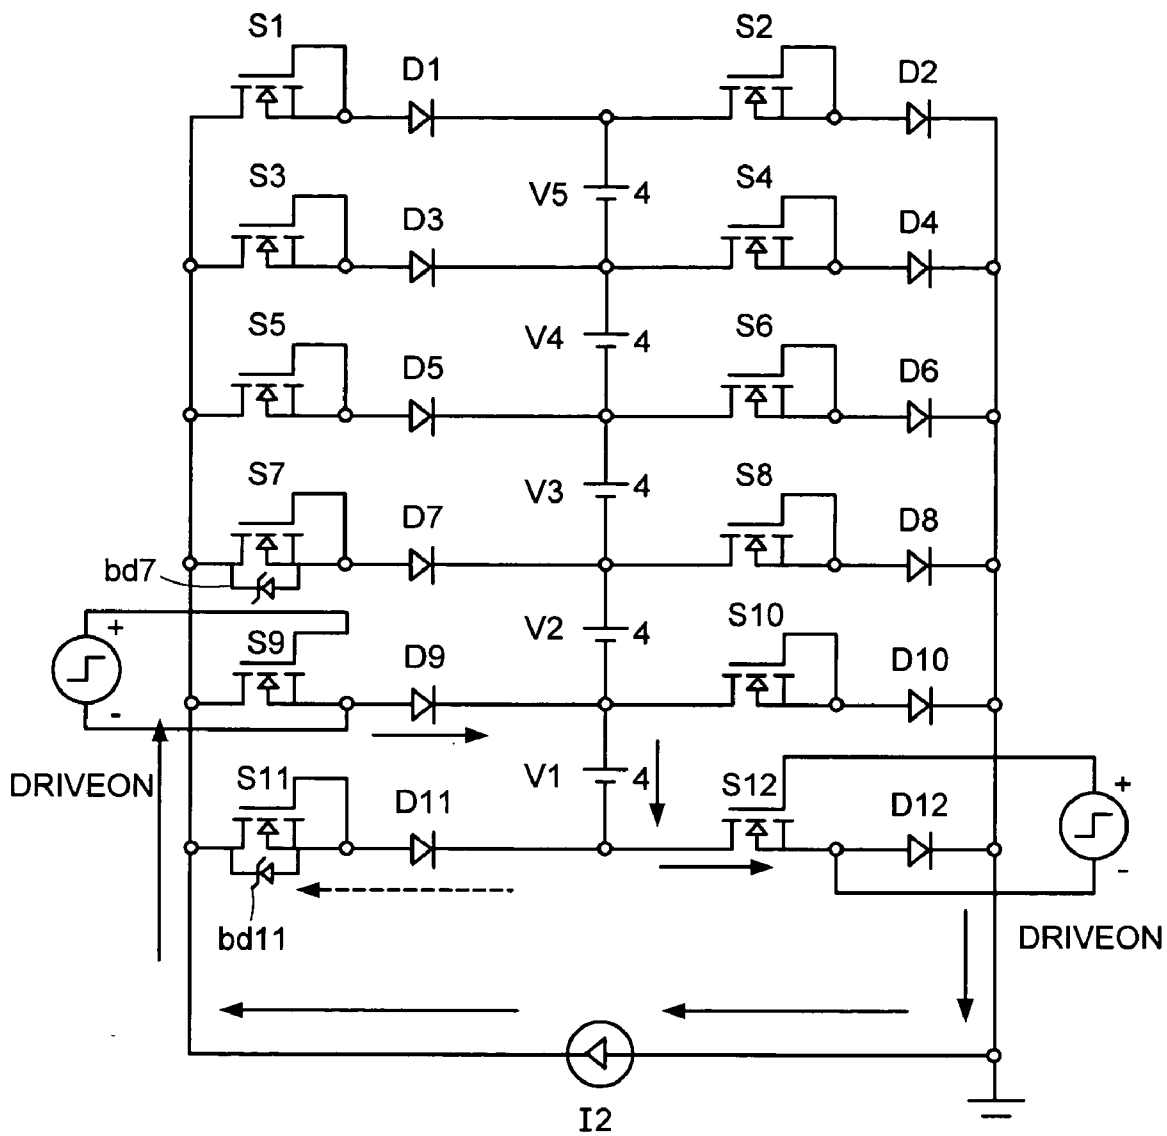 S1
S2
D1
D2
S3
S4
V5
4
D3
D4
S5
S6
V4
4
D5
D6
S7
S8
V3
4
D7
D8
bd7
+
S9
S10
V2
4
D9
D10
-
DRIVEON
S11
V1
4
S12
+
D11
D12
-
bd11
DRIVEON
I2